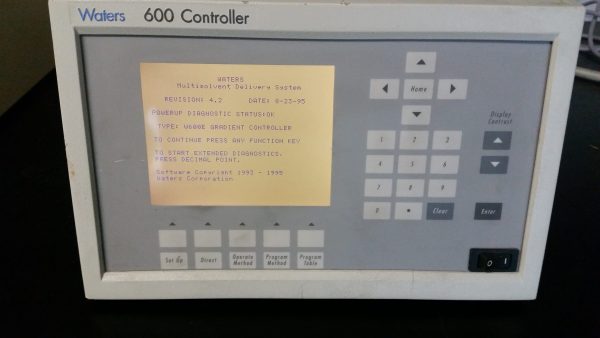 Waters 600 Controller
WATERS
Multisolvent Delivery System
REVISION: 4.2 DATE: 8-23-95
POWERUP DIAGNOSTIC STATUS:OK
TYPE: W600E GRADIENT CONTROLLER
TO CONTINUE PRESS ANY FUNCTION KEY
TO START EXTENDED DIAGNOSTICS,
PRESS DECIMAL POINT.
Software Copyright 1993 - 1995
Waters Corporation
Home
Display
Contrast
1 2 3
4 5 6
7 8 9
0 • Clear Enter
Set Up Direct Operate Method Program Method Program Table
O I